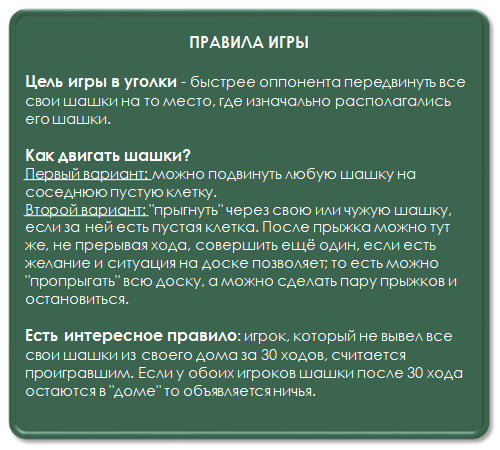 ПРАВИЛА ИГРЫ
Цель игры в уголки - быстрее оппонента передвинуть все
свои шашки на то место, где изначально располагались
его шашки.
Как двигать шашки?
Первый вариант: можно подвинуть любую шашку на
соседнюю пустую клетку.
Второй вариант: "прыгнуть" через свою или чужую шашку,
если за ней есть пустая клетка. После прыжка можно тут
же, не прерывая хода, совершить ещё один, если есть
желание и ситуация на доске позволяет; то есть можно
"пропрыгать" всю доску, а можно сделать пару прыжков и
остановиться.
Есть интересное правило: игрок, который не вывел все
свои шашки из своего дома за 30 ходов, считается
проигравшим. Если у обоих игроков шашки после 30 хода
остаются в "доме" то объявляется ничья.